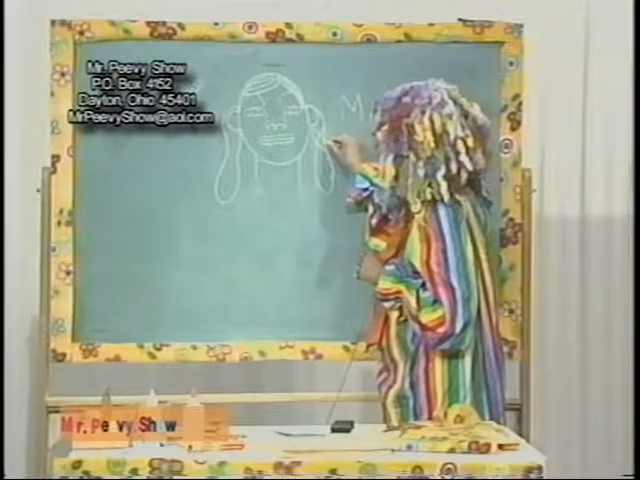 Mr. Peevy Show
P.O. Box 4152
Dayton, Ohio 45401
MrPeevyShow@aol.com
M
Mr. Peevy Show